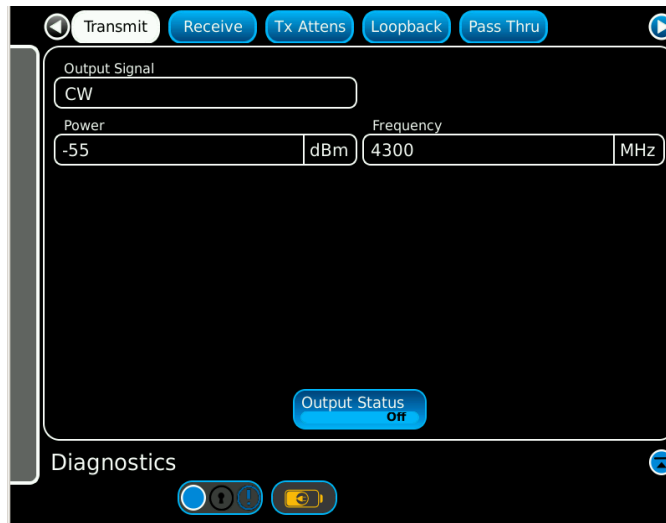 Transmit Receive Tx Attens Loopback Pass Thru
Output Signal
CW
Power Frequency
-55 dBm 4300 MHz
Output Status
Off
Diagnostics